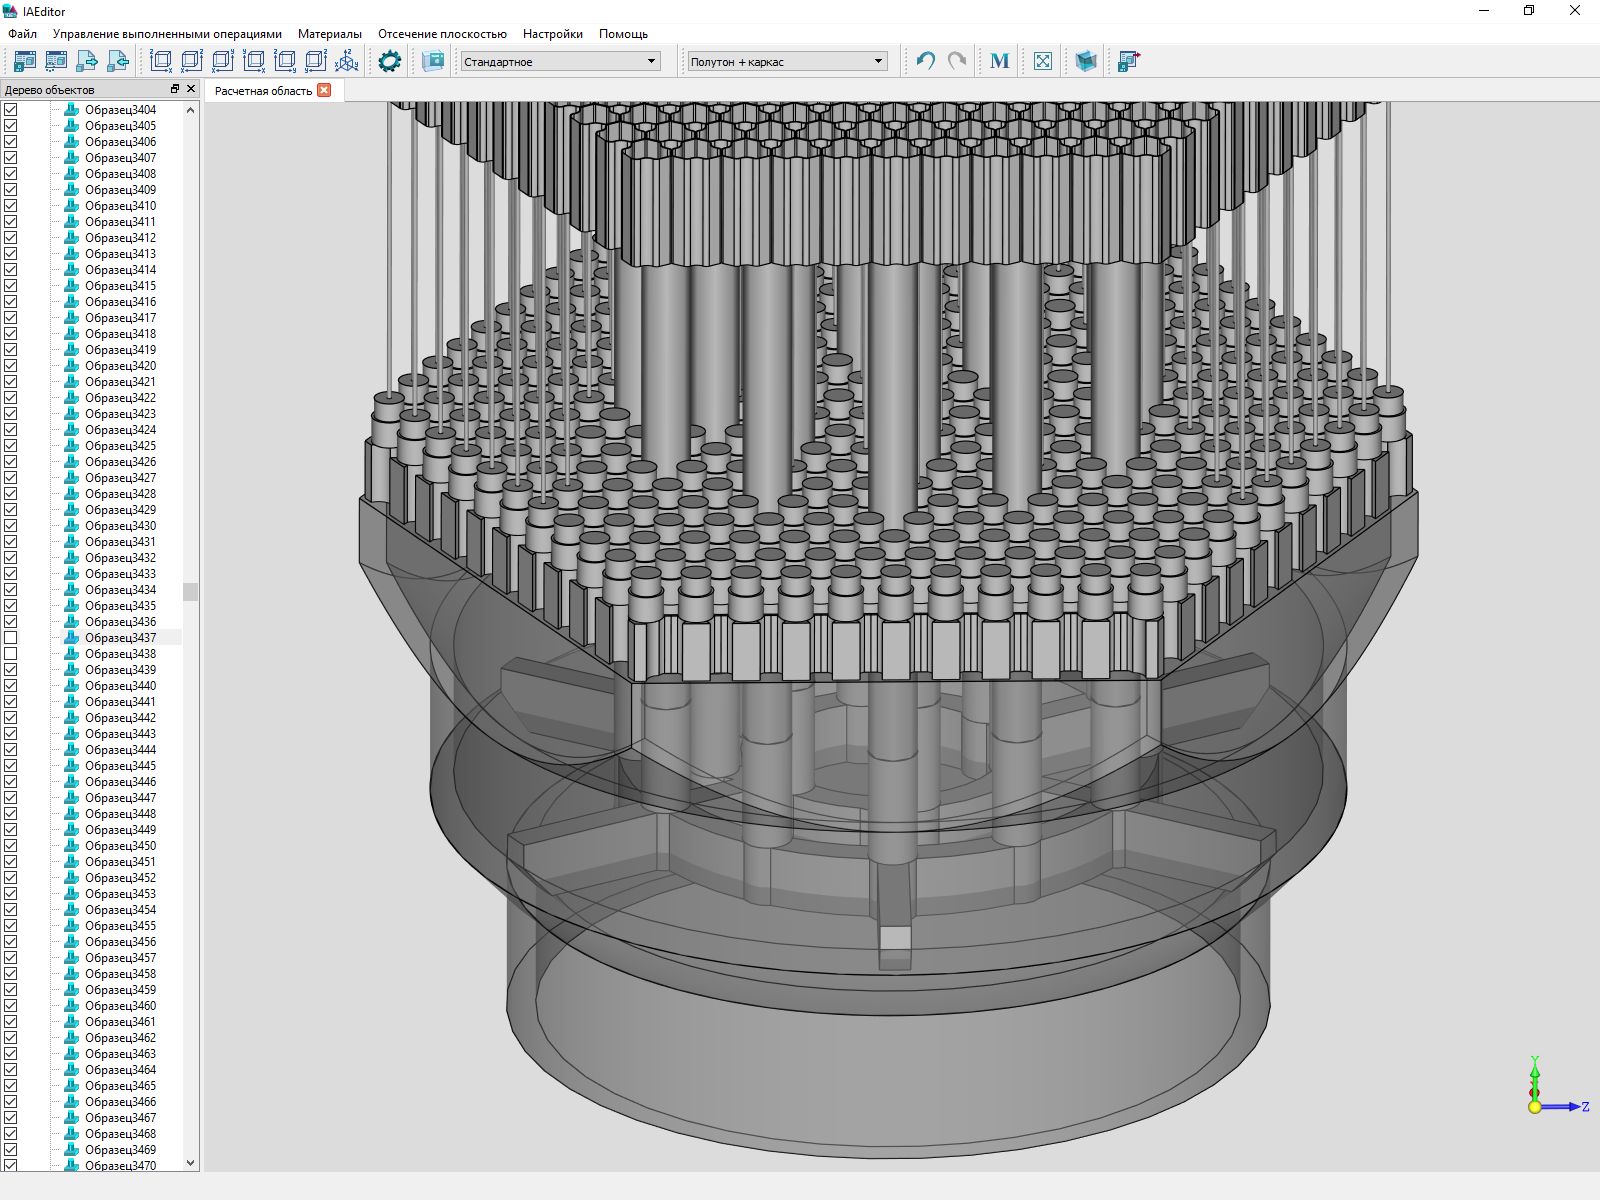 IAEditor
Файл Управление выполненными операциями Материалы Отсечение плоскостью Настройки Помощь
Стандартное Полутон + каркас M
Дерево объектов
Расчетная область
Образец3404
Образец3405
Образец3406
Образец3407
Образец3408
Образец3409
Образец3410
Образец3411
Образец3412
Образец3413
Образец3414
Образец3415
Образец3416
Образец3417
Образец3418
Образец3419
Образец3420
Образец3421
Образец3422
Образец3423
Образец3424
Образец3425
Образец3426
Образец3427
Образец3428
Образец3429
Образец3430
Образец3431
Образец3432
Образец3433
Образец3434
Образец3435
Образец3436
Образец3437
Образец3438
Образец3439
Образец3440
Образец3441
Образец3442
Образец3443
Образец3444
Образец3445
Образец3446
Образец3447
Образец3448
Образец3449
Образец3450
Образец3451
Образец3452
Образец3453
Образец3454
Образец3455
Образец3456
Образец3457
Образец3458
Образец3459
Образец3460
Образец3461
Образец3462
Образец3463
Образец3464
Образец3465
Образец3466
Образец3467
Образец3468
Образец3469
Образец3470
Y
Z